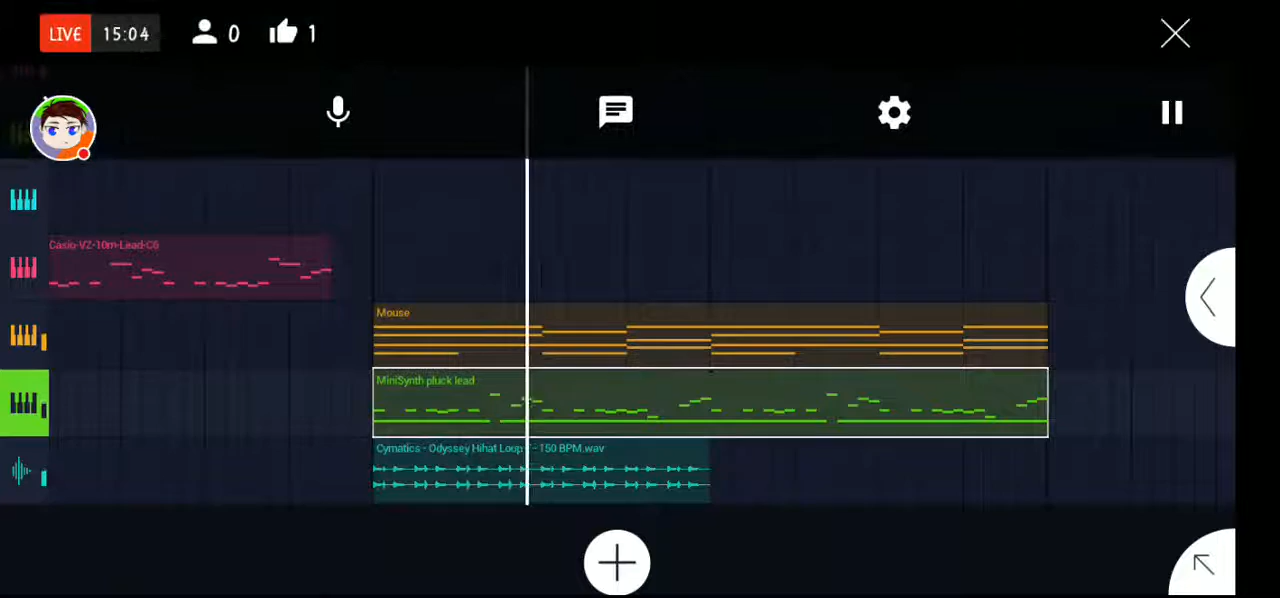 LIVE 15:04 0 1
Casio-VZ-10m-Lead-C6
Mouse
MiniSynth pluck lead
Cymatics - Odyssey Hihat Loop - 150 BPM.wav